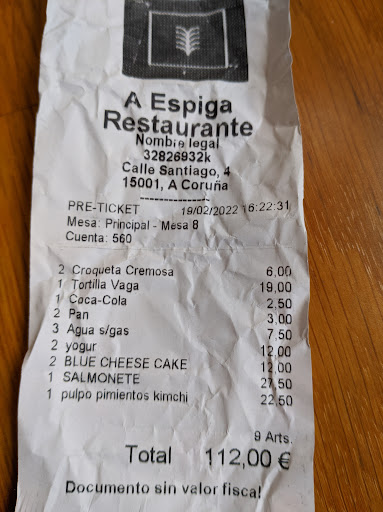 A Espiga
Restaurante
Nombre legal
32826932k
Calle Santiago, 4
15001, A Coruña
PRE-TICKET 19/02/2022 16:22:31
Mesa: Principal - Mesa 8
Cuenta: 560
2 Croqueta Cremosa 6,00
1 Tortilla Vaga 19,00
1 Coca-Cola 2,50
2 Pan 3,00
3 Agua s/gas 7,50
2 yogur 12,00
2 BLUE CHEESE CAKE 12,00
1 SALMONETE 27,50
1 pulpo pimientos kimchi 22,50
9 Arts.
Total 112,00 €
Documento sin valor fiscal